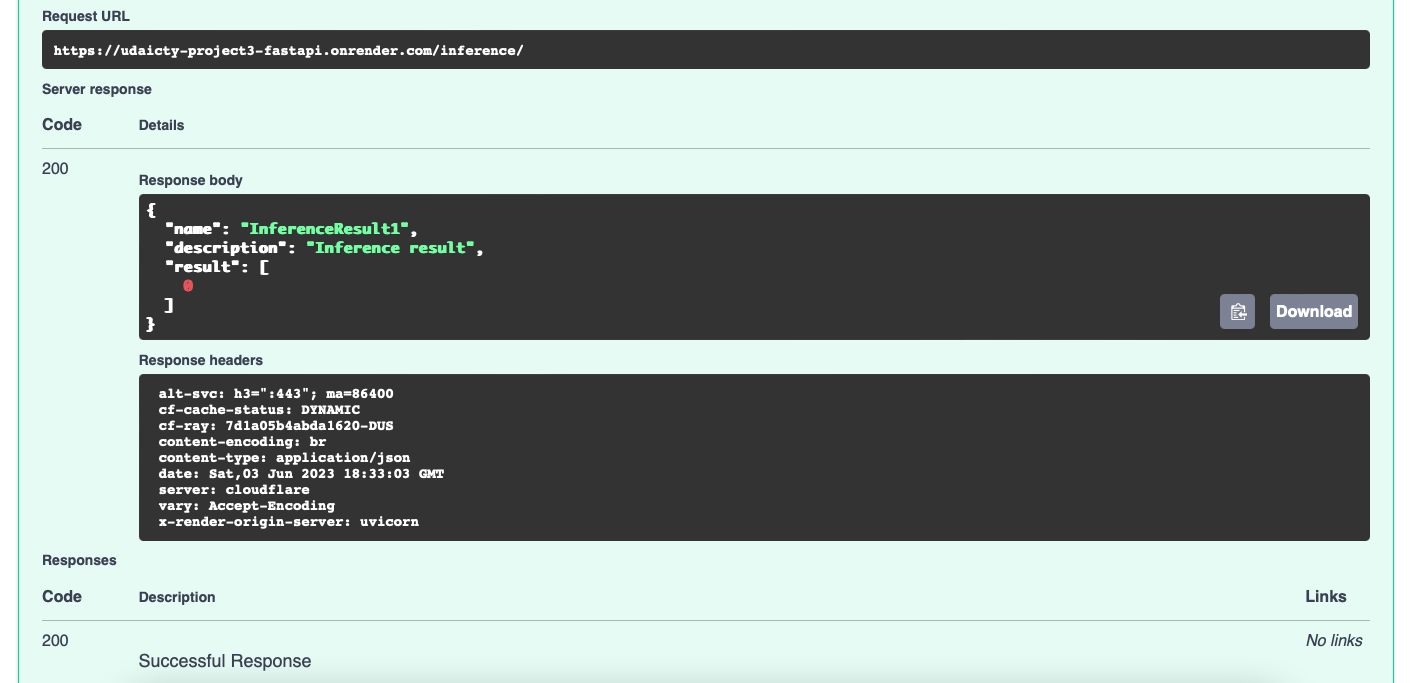 Request URL
https://udaicty-project3-fastapi.onrender.com/inference/
Server response
Code Details
200
Response body
{
  "name": "InferenceResult1",
  "description": "Inference result",
  "result": [
    0
  ]
}
Download
Response headers
alt-svc: h3=":443"; ma=86400
cf-cache-status: DYNAMIC
cf-ray: 7d1a05b4abda1620-DUS
content-encoding: br
content-type: application/json
date: Sat,03 Jun 2023 18:33:03 GMT
server: cloudflare
vary: Accept-Encoding
x-render-origin-server: uvicorn
Responses
Code Description Links
200 No links
Successful Response